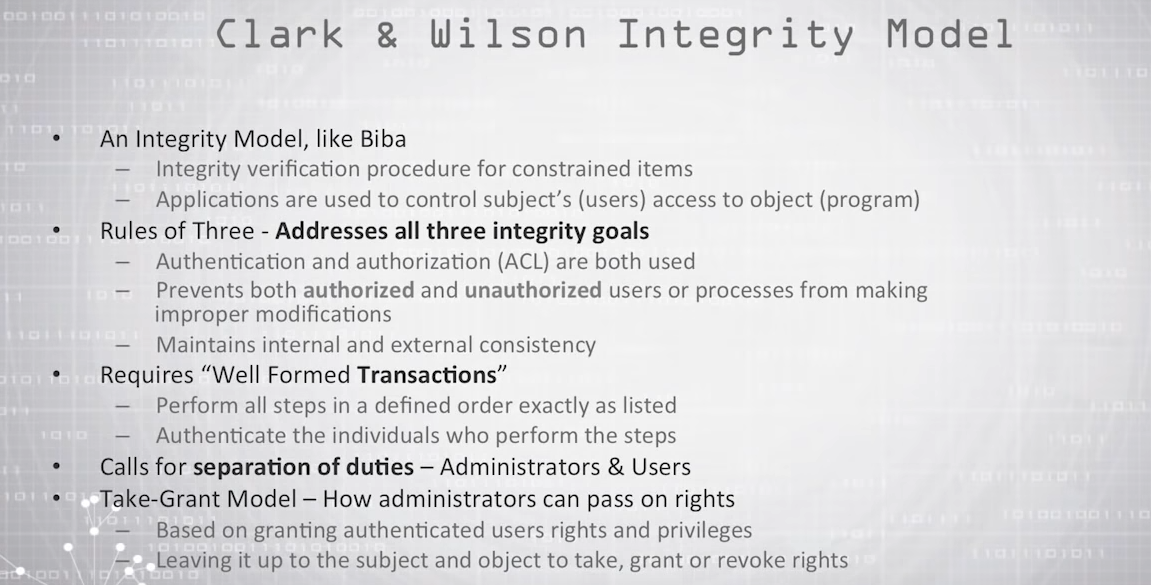 Clark & Wilson Integrity Model
• An Integrity Model, like Biba
– Integrity verification procedure for constrained items
– Applications are used to control subject's (users) access to object (program)
• Rules of Three - Addresses all three integrity goals
– Authentication and authorization (ACL) are both used
– Prevents both authorized and unauthorized users or processes from making
improper modifications
– Maintains internal and external consistency
• Requires “Well Formed Transactions”
– Perform all steps in a defined order exactly as listed
– Authenticate the individuals who perform the steps
• Calls for separation of duties – Administrators & Users
• Take-Grant Model – How administrators can pass on rights
– Based on granting authenticated users rights and privileges
– Leaving it up to the subject and object to take, grant or revoke rights